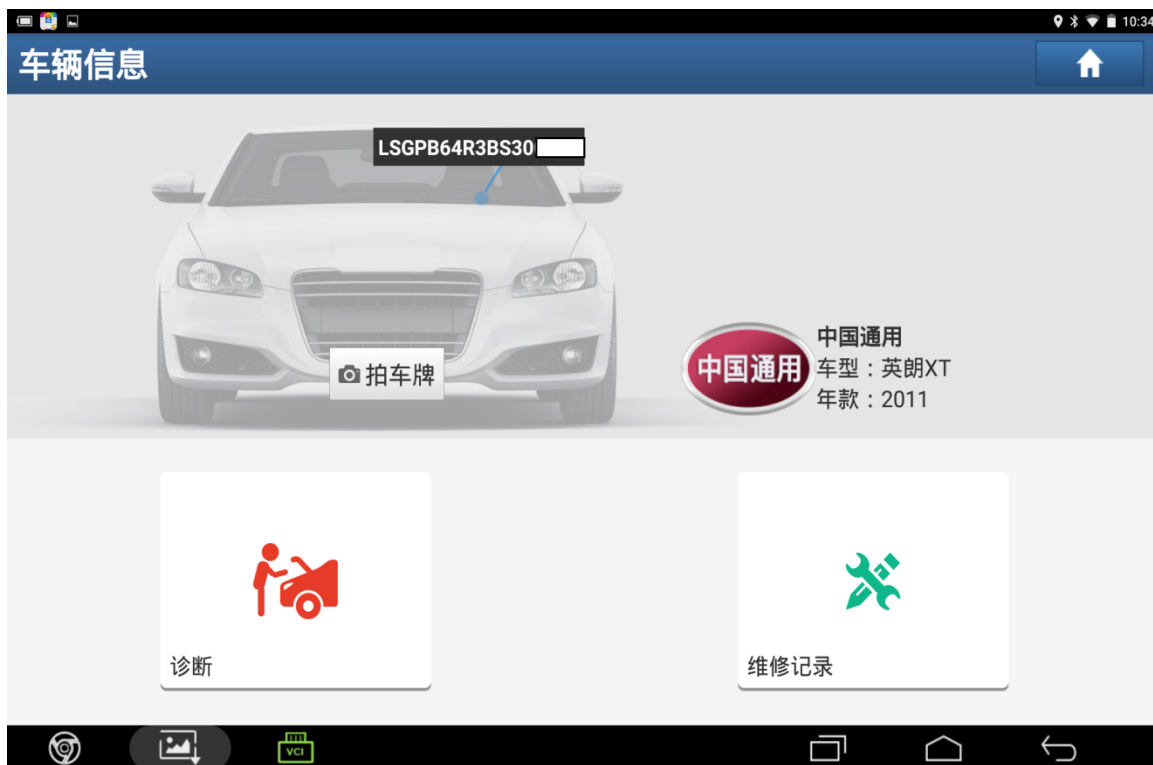 10:34
车辆信息
LSGPB64R3BS30
中国通用
中国通用
车型：英朗XT
年款：2011
拍车牌
诊断
维修记录
VCI